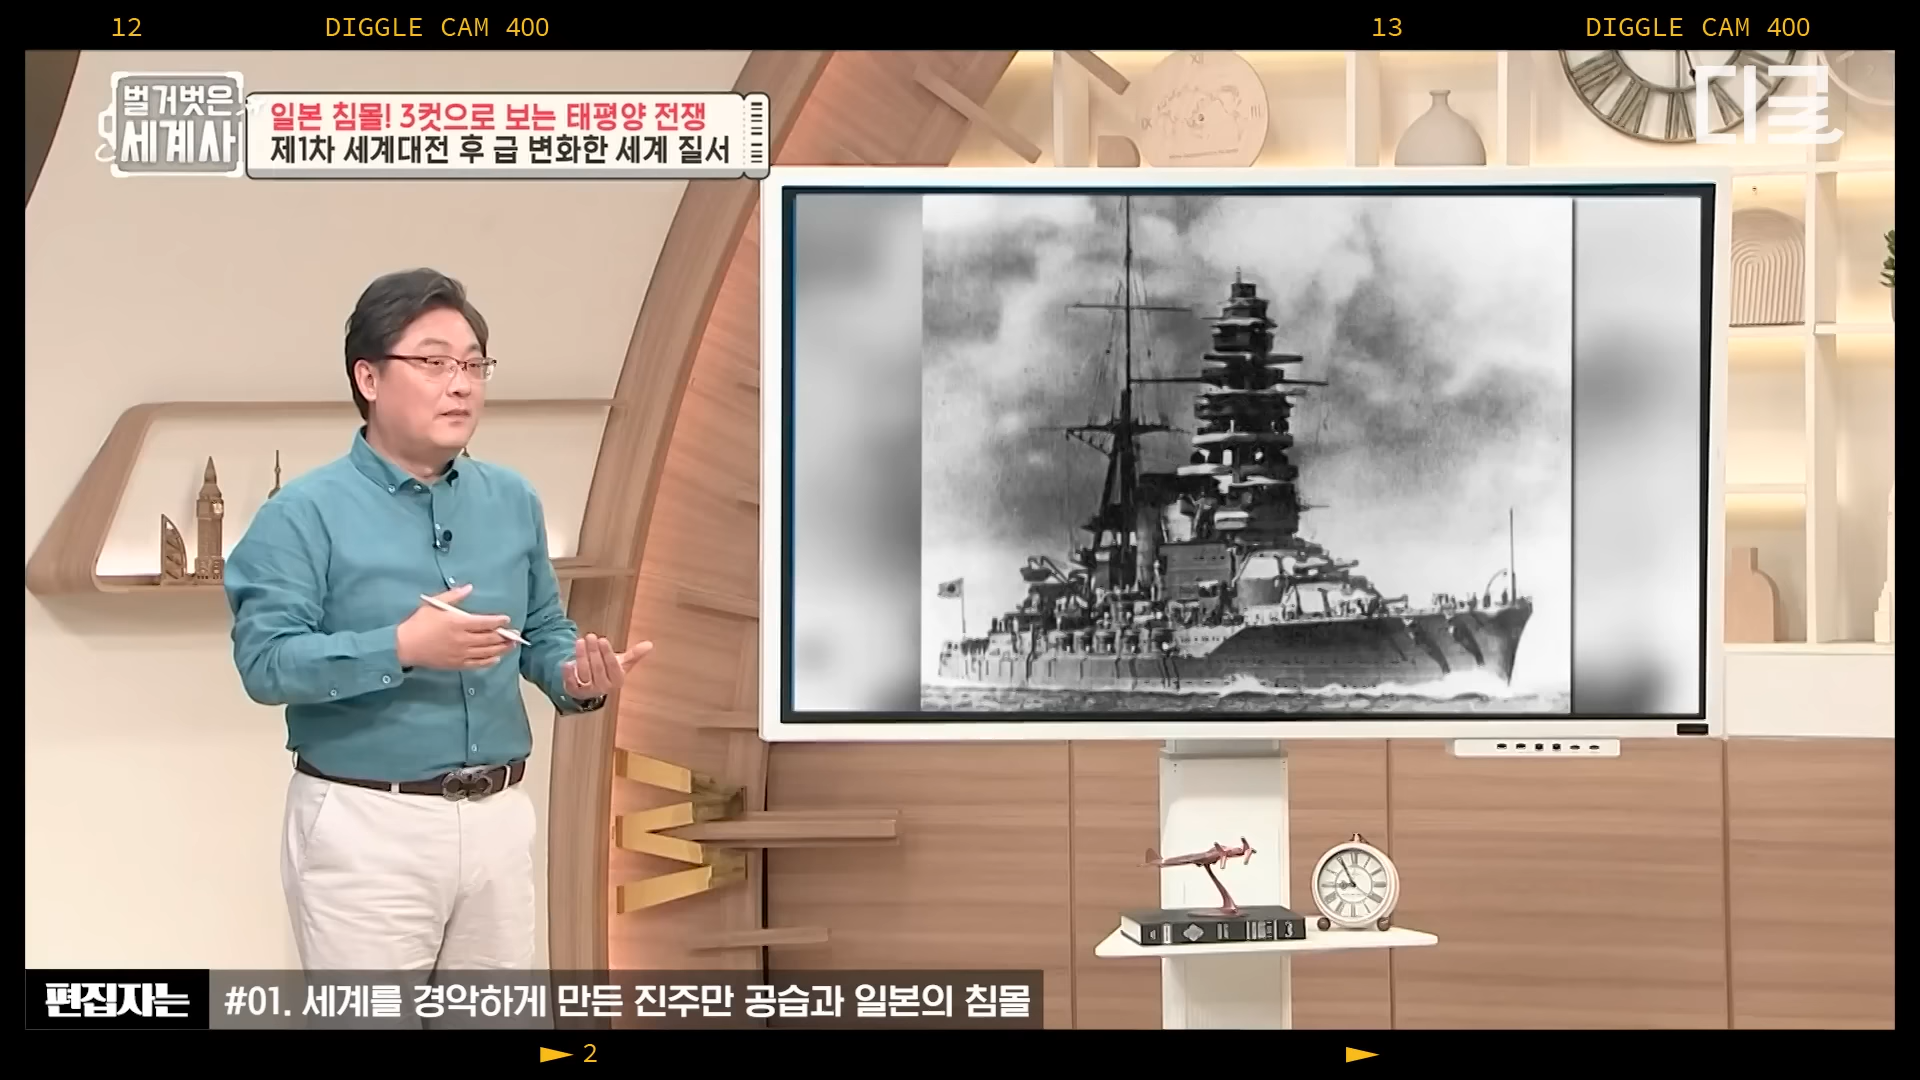 12
DIGGLE CAM 400
13
DIGGLE CAM 400
벌거벗은
세계사
일본 침몰! 3컷으로 보는 태평양 전쟁
제1차 세계대전 후 급 변화한 세계 질서
디글
편집자는
#01. 세계를 경악하게 만든 진주만 공습과 일본의 침몰
2